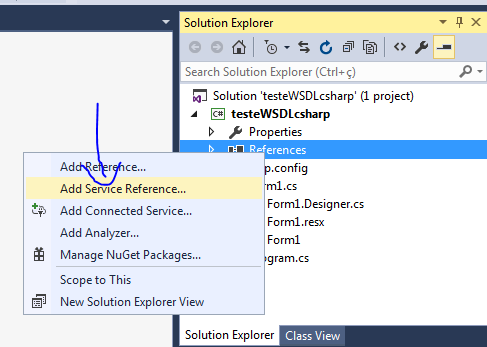 Solution Explorer
Search Solution Explorer (Ctrl+ç)
Solution 'testeWSDLcsharp' (1 project)
C# testeWSDLcsharp
Properties
References
p.config
rm1.cs
Form1.Designer.cs
Form1.resx
Form1
ogram.cs
Add Reference...
Add Service Reference...
Add Connected Service...
Add Analyzer...
Manage NuGet Packages...
Scope to This
New Solution Explorer View
Solution Explorer Class View